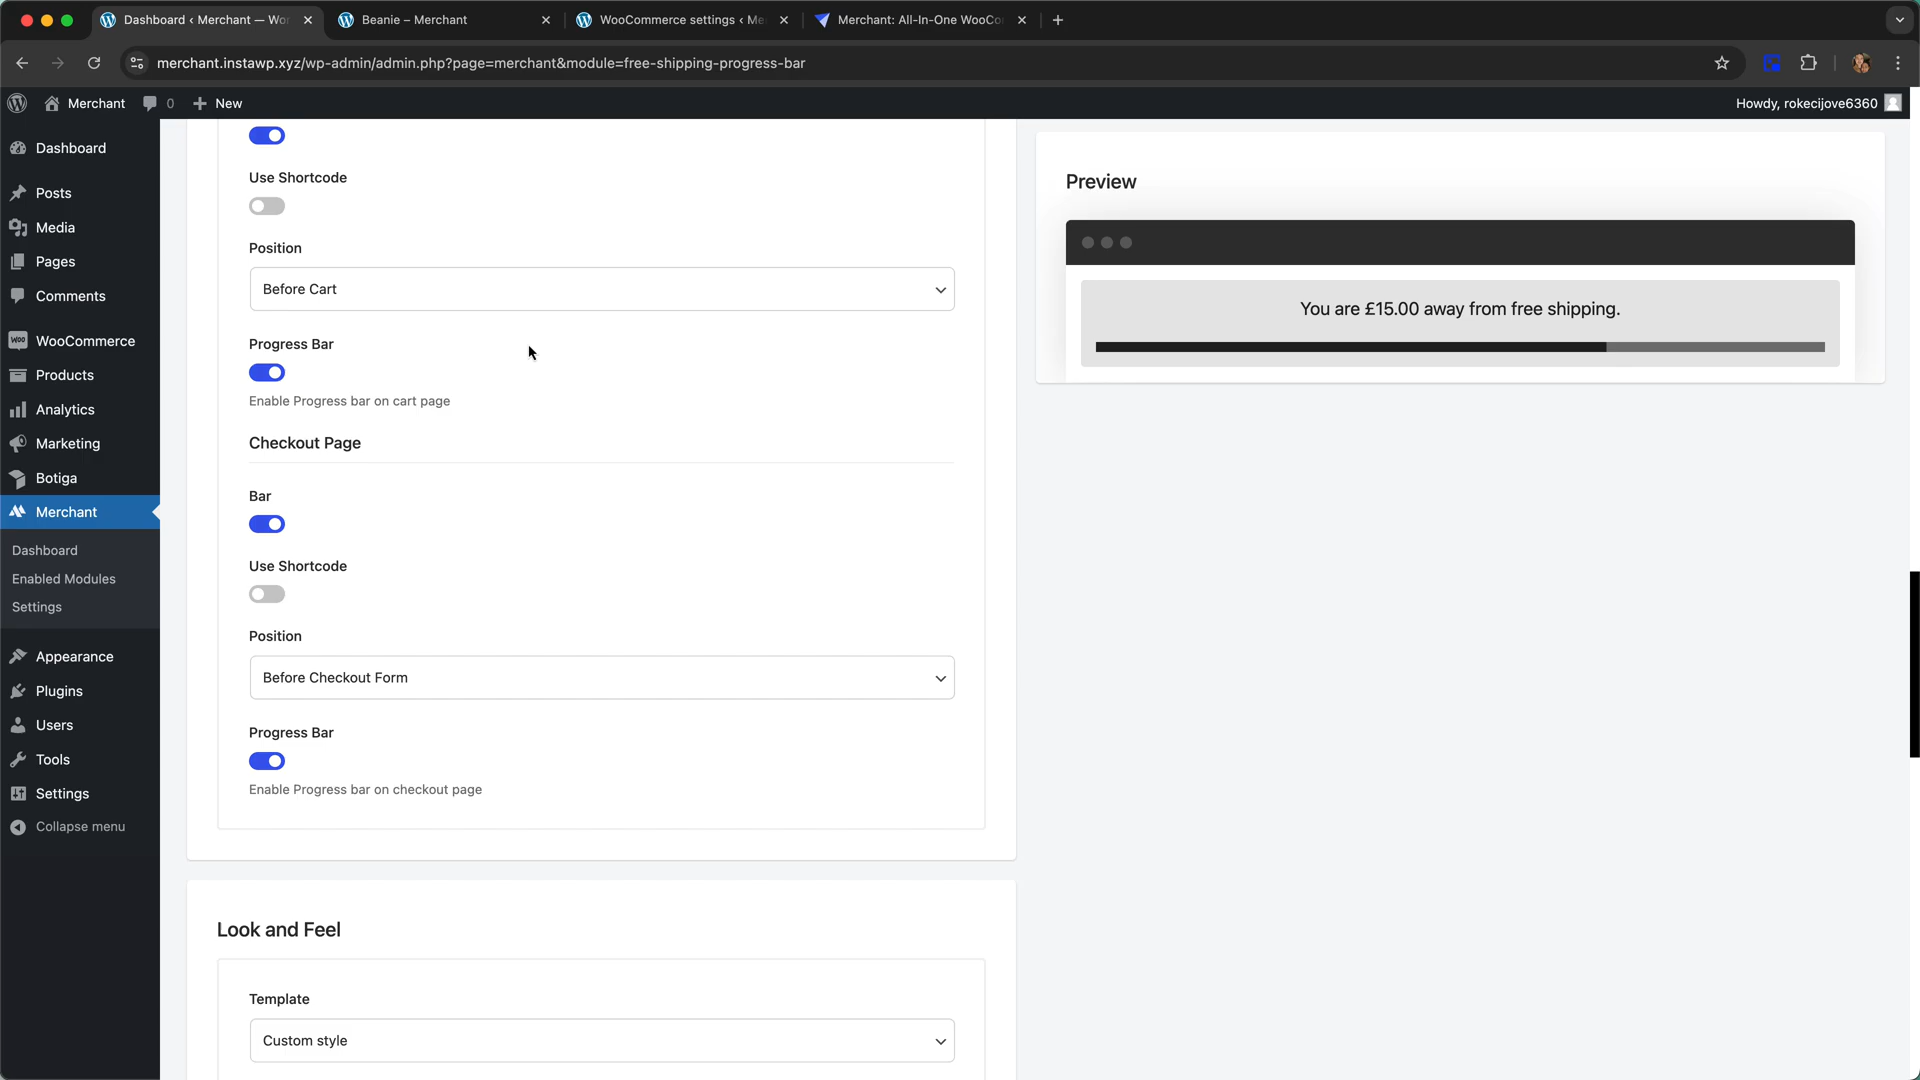 Dashboard ‹ Merchant — Wor
Beanie – Merchant
WooCommerce settings ‹ Me
Merchant: All-In-One WooCo
merchant.instawp.xyz/wp-admin/admin.php?page=merchant&module=free-shipping-progress-bar
Merchant
0
New
Howdy, rokecijove6360
Dashboard
Posts
Media
Pages
Comments
WooCommerce
Products
Analytics
Marketing
Botiga
Merchant
Dashboard
Enabled Modules
Settings
Appearance
Plugins
Users
Tools
Settings
Collapse menu
Use Shortcode
Position
Before Cart
Progress Bar
Enable Progress bar on cart page
Checkout Page
Bar
Use Shortcode
Position
Before Checkout Form
Progress Bar
Enable Progress bar on checkout page
Look and Feel
Template
Custom style
Preview
You are £15.00 away from free shipping.